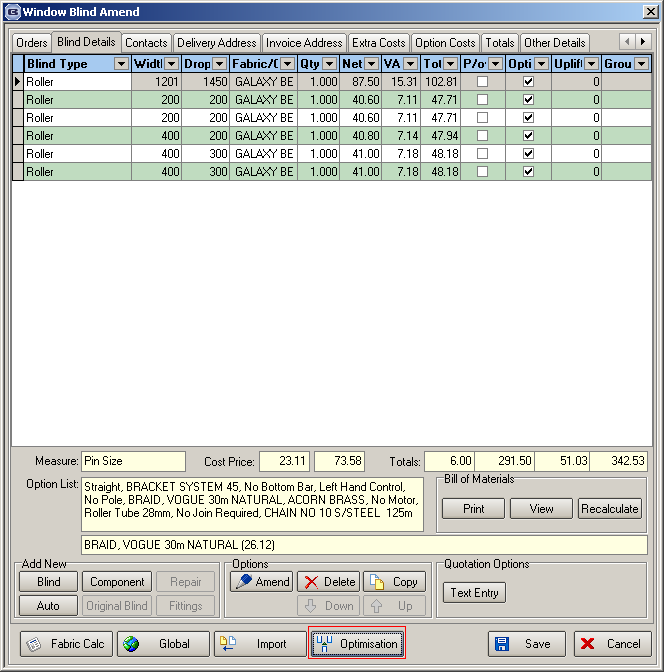 Window Blind Amend
Orders Blind Details Contacts Delivery Address Invoice Address Extra Costs Option Costs Totals Other Details
Blind Type Widtl Drop Fabric/C Qty Net VA Tot P/o Opti Uplift Grou
Roller 1201 1450 GALAXY BE 1.000 87.50 15.31 102.81 0
Roller 200 200 GALAXY BE 1.000 40.60 7.11 47.71 0
Roller 200 200 GALAXY BE 1.000 40.60 7.11 47.71 0
Roller 400 200 GALAXY BE 1.000 40.80 7.14 47.94 0
Roller 400 300 GALAXY BE 1.000 41.00 7.18 48.18 0
Roller 400 300 GALAXY BE 1.000 41.00 7.18 48.18 0
Measure: Pin Size Cost Price: 23.11 73.58 Totals: 6.00 291.50 51.03 342.53
Option List: Straight, BRACKET SYSTEM 45, No Bottom Bar, Left Hand Control,
No Pole, BRAID, VOGUE 30m NATURAL, ACORN BRASS, No Motor,
Roller Tube 28mm, No Join Required, CHAIN NO 10 S/STEEL 125m
Bill of Materials
Print View Recalculate
BRAID, VOGUE 30m NATURAL (26.12)
Add New Options Quotation Options
Blind Component Repair Amend Delete Copy
Text Entry
Auto Original Blind Fittings Down Up
Fabric Calc Global Import Optimisation Save Cancel